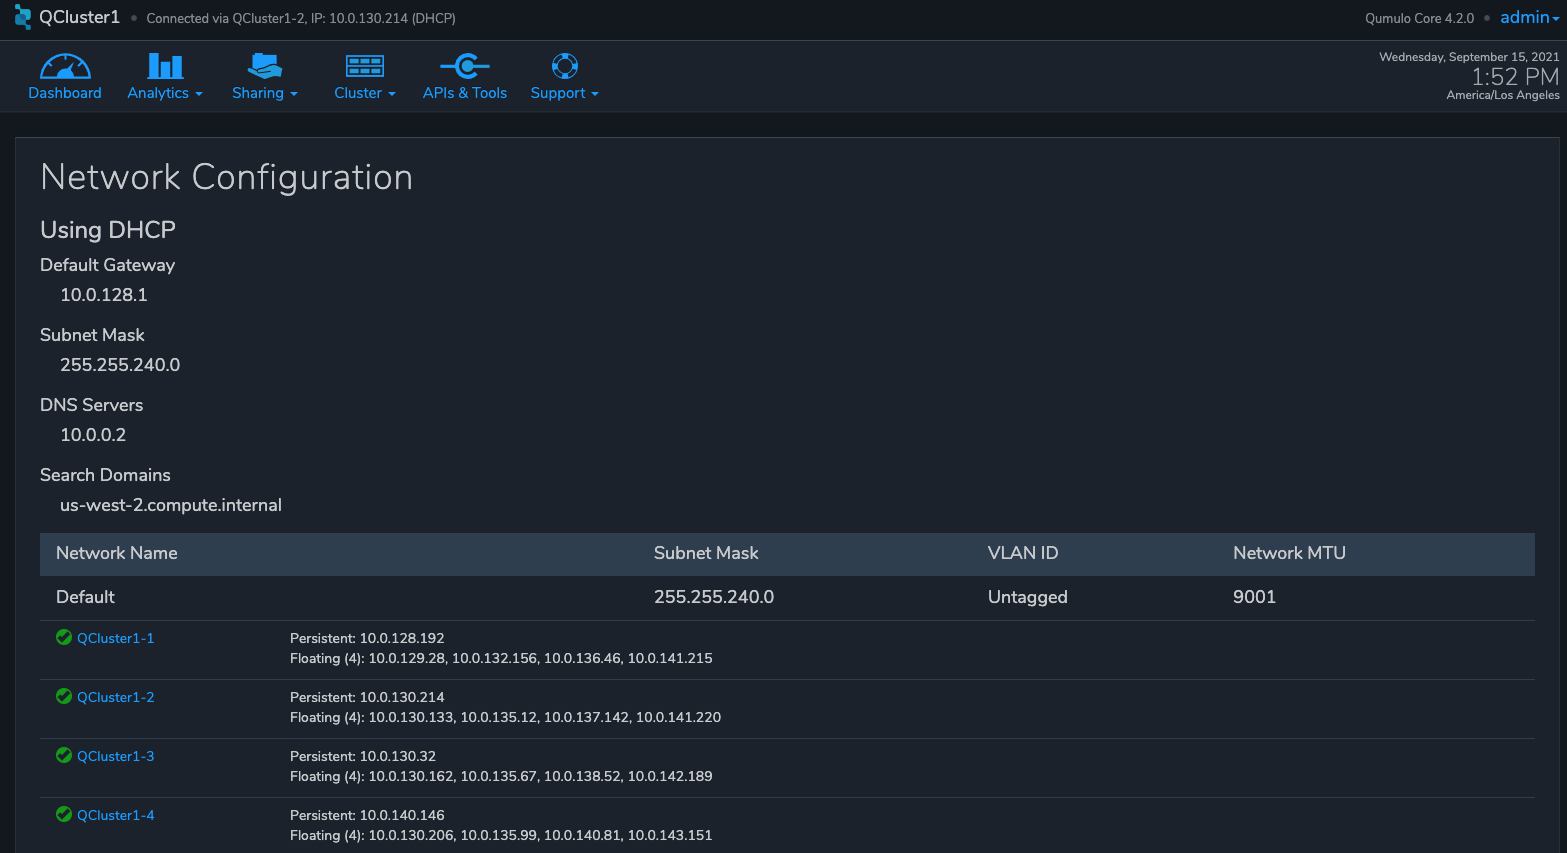 QCluster1 • Connected via QCluster1-2, IP: 10.0.130.214 (DHCP) Qumulo Core 4.2.0 • admin
Dashboard Analytics Sharing Cluster APIs & Tools Support
Wednesday, September 15, 2021
1:52 PM
America/Los Angeles
Network Configuration
Using DHCP
Default Gateway
10.0.128.1
Subnet Mask
255.255.240.0
DNS Servers
10.0.0.2
Search Domains
us-west-2.compute.internal
Network Name Subnet Mask VLAN ID Network MTU
Default 255.255.240.0 Untagged 9001
QCluster1-1 Persistent: 10.0.128.192
Floating (4): 10.0.129.28, 10.0.132.156, 10.0.136.46, 10.0.141.215
QCluster1-2 Persistent: 10.0.130.214
Floating (4): 10.0.130.133, 10.0.135.12, 10.0.137.142, 10.0.141.220
QCluster1-3 Persistent: 10.0.130.32
Floating (4): 10.0.130.162, 10.0.135.67, 10.0.138.52, 10.0.142.189
QCluster1-4 Persistent: 10.0.140.146
Floating (4): 10.0.130.206, 10.0.135.99, 10.0.140.81, 10.0.143.151